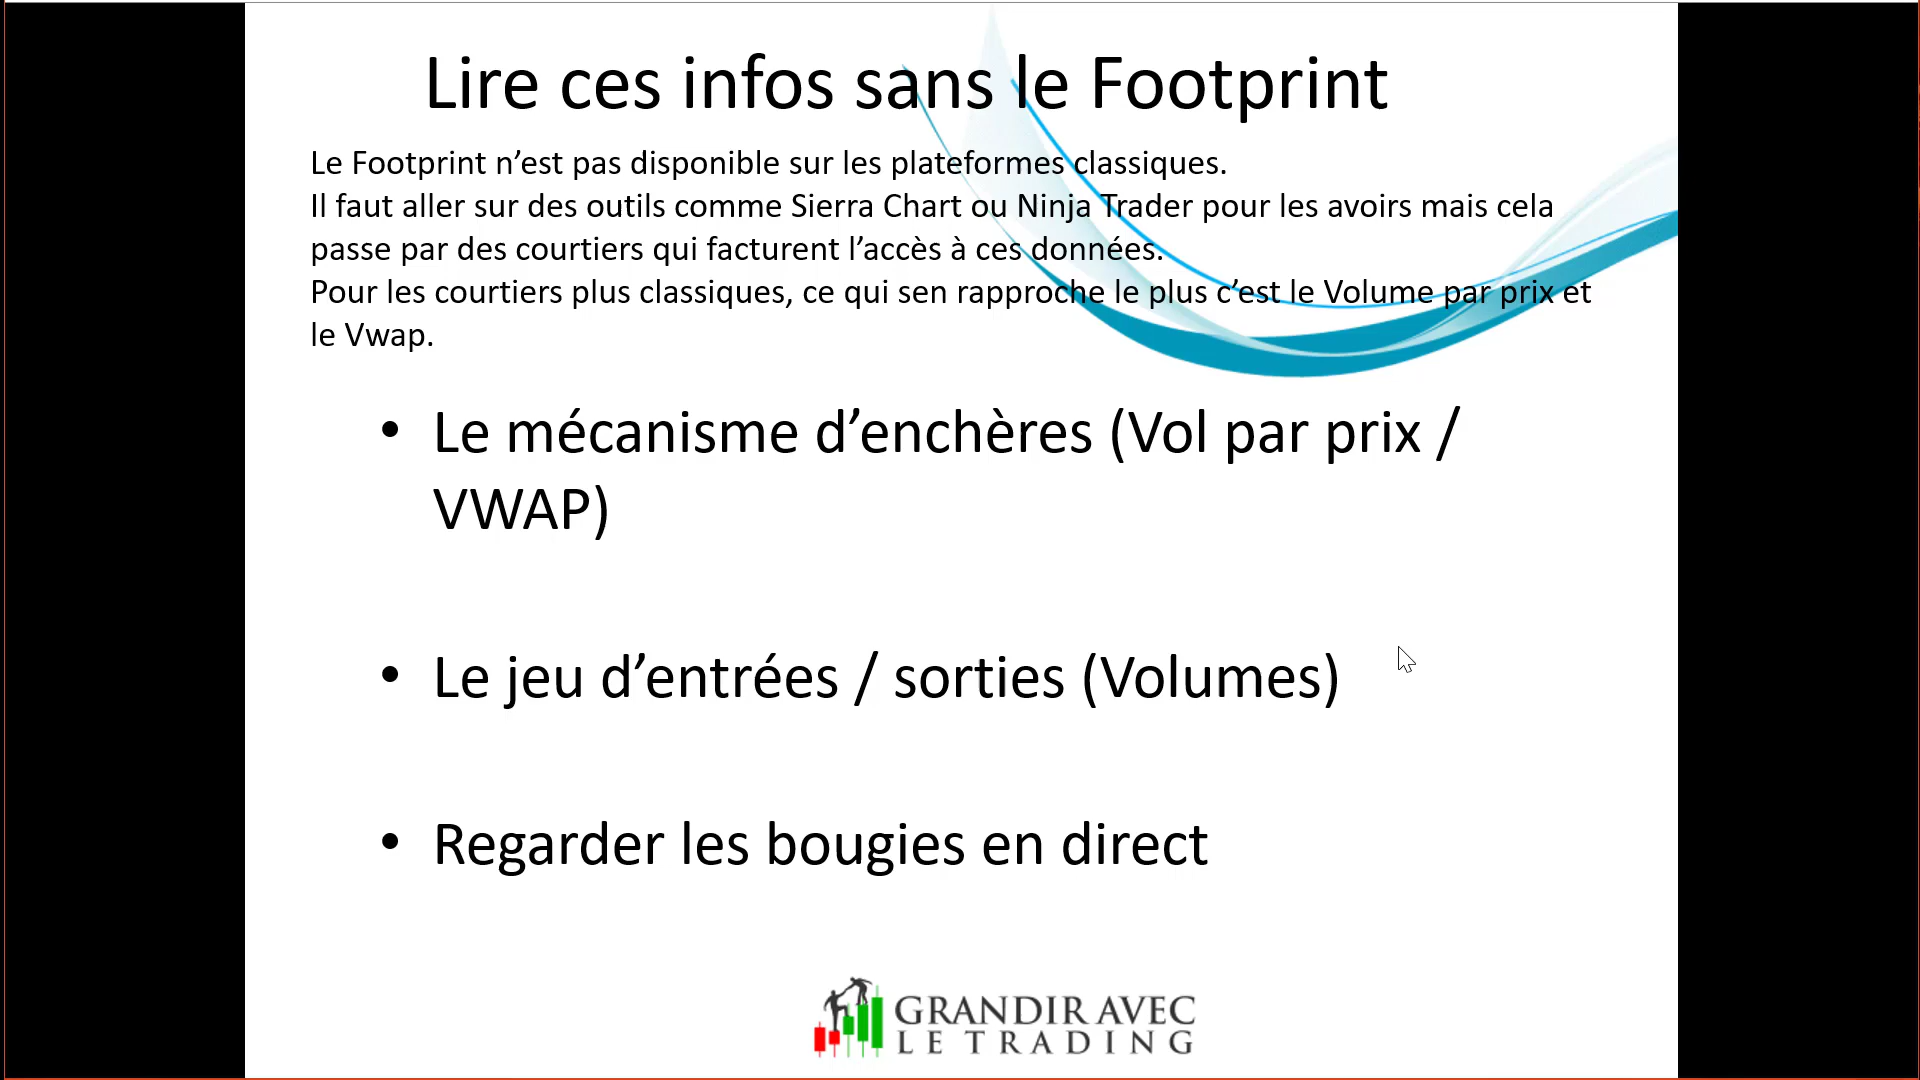 Lire ces infos sans le Footprint
Le Footprint n’est pas disponible sur les plateformes classiques.
Il faut aller sur des outils comme Sierra Chart ou Ninja Trader pour les avoirs mais cela
passe par des courtiers qui facturent l’accès à ces données.
Pour les courtiers plus classiques, ce qui sen rapproche le plus c’est le Volume par prix et
le Vwap.
• Le mécanisme d’enchères (Vol par prix /
VWAP)
• Le jeu d’entrées / sorties (Volumes)
• Regarder les bougies en direct
GRANDIR AVEC
LE TRADING